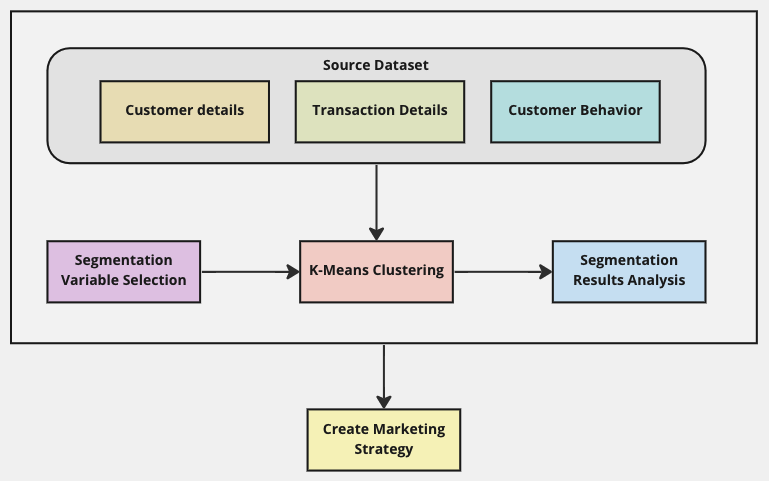 Source Dataset
Customer details
Transaction Details
Customer Behavior
Segmentation
Variable Selection
K-Means Clustering
Segmentation
Results Analysis
Create Marketing
Strategy